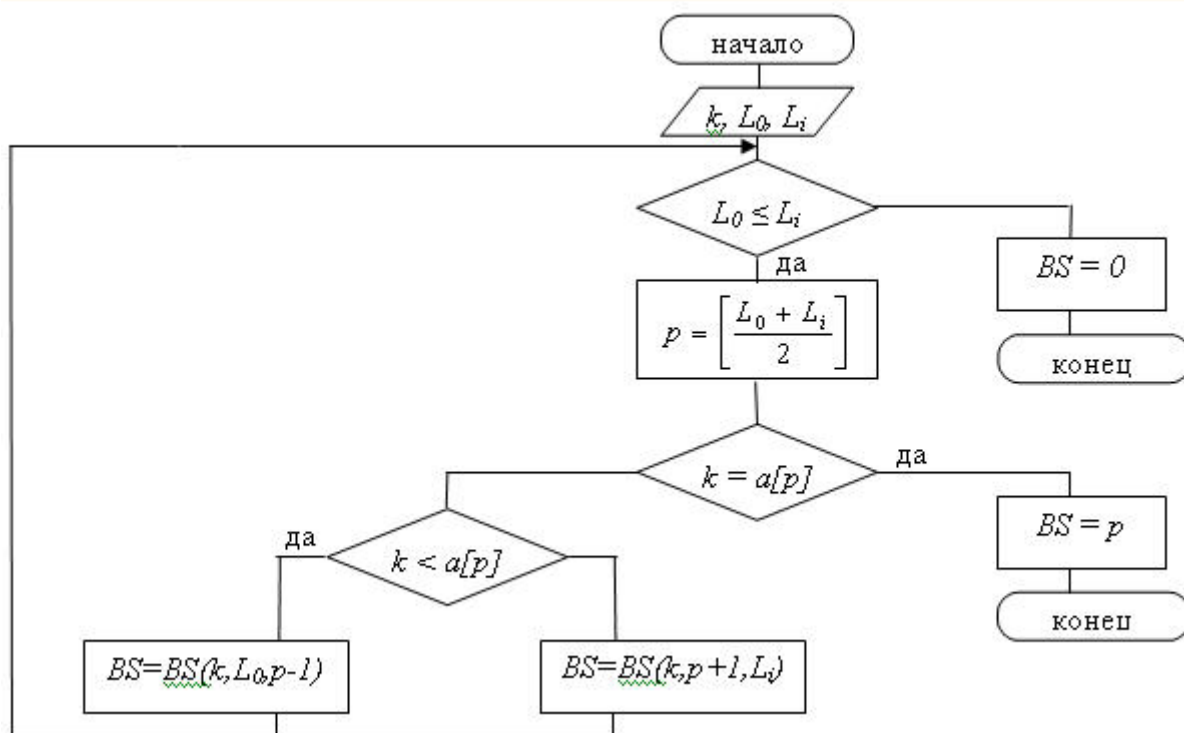 начало
k, L₀, Lᵢ
L₀ ≤ Lᵢ
да
BS = 0
p = [(L₀ + Lᵢ)/2]
конец
k = a[p]
да
BS = p
да
k < a[p]
конец
BS=BS(k,L₀,p-1)
BS=BS(k,p+1,Lᵢ)